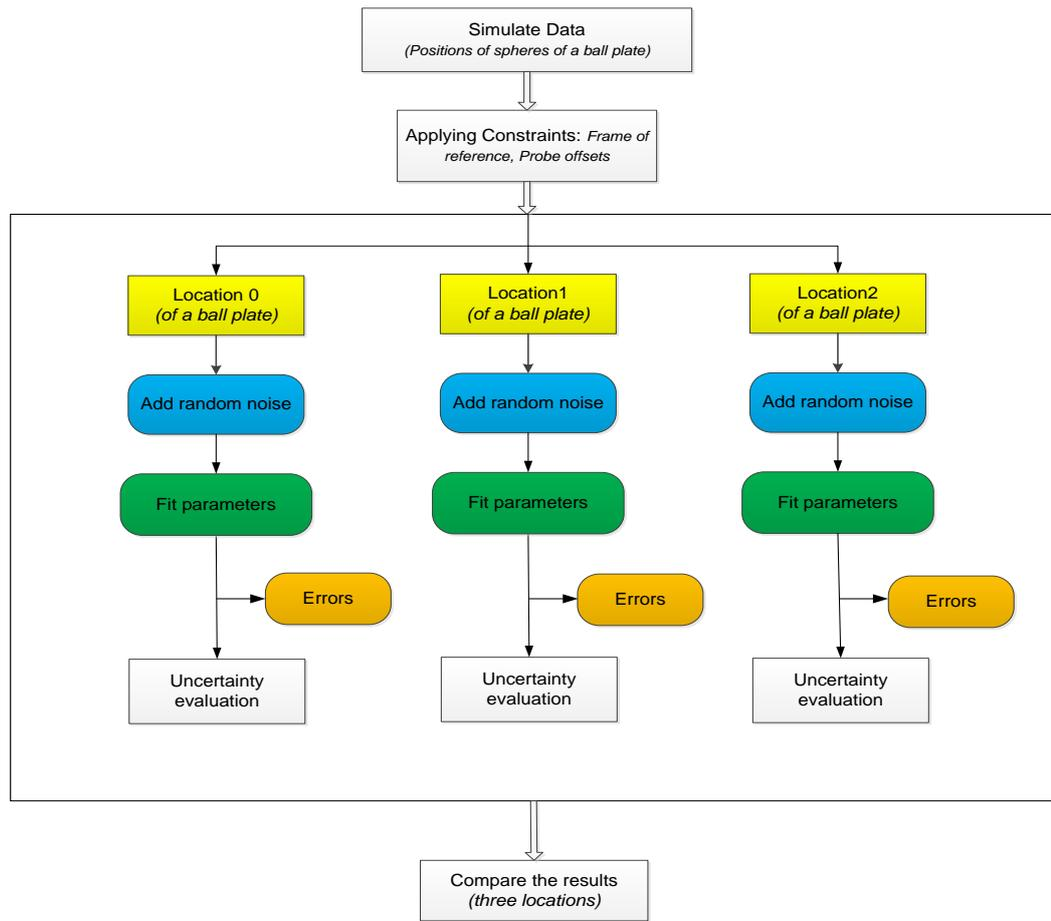 Simulate Data
(Positions of spheres of a ball plate)
Applying Constraints: Frame of
reference, Probe offsets
Location 0
(of a ball plate)
Location1
(of a ball plate)
Location2
(of a ball plate)
Add random noise
Add random noise
Add random noise
Fit parameters
Fit parameters
Fit parameters
Errors
Errors
Errors
Uncertainty
evaluation
Uncertainty
evaluation
Uncertainty
evaluation
Compare the results
(three locations)